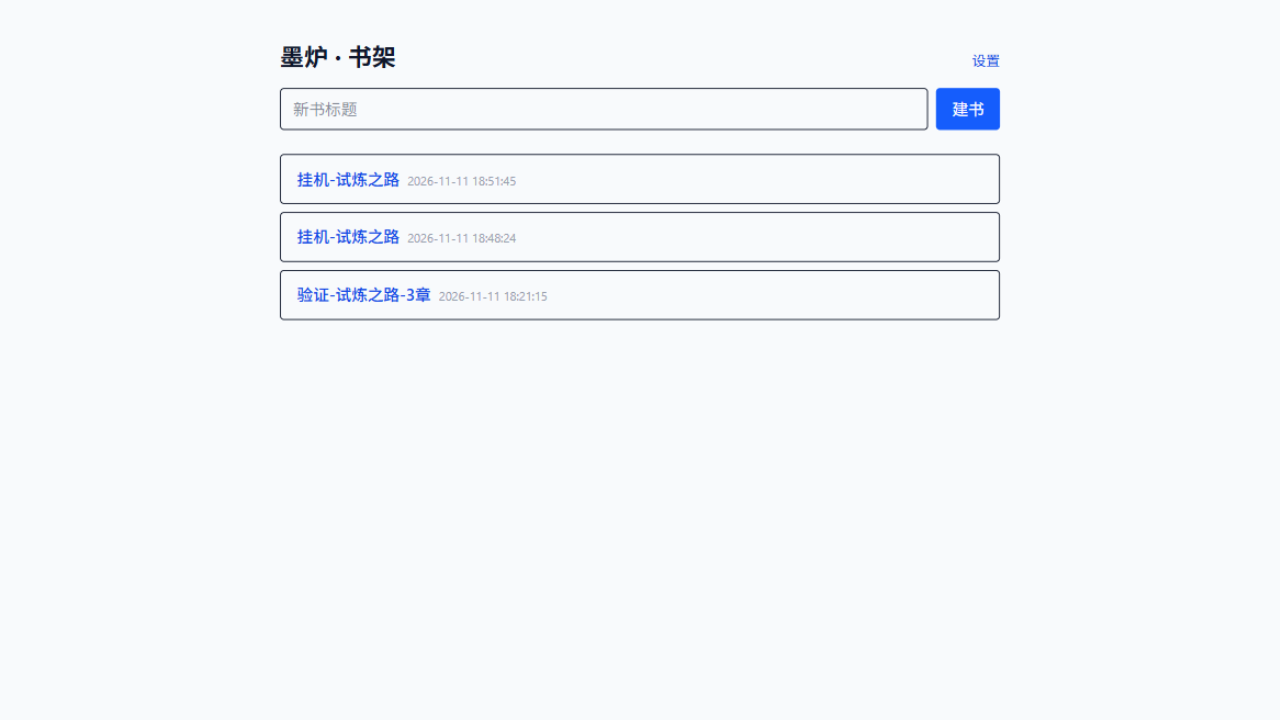 墨炉 · 书架
设置
新书标题
建书
挂机-试炼之路 2026-11-11 18:51:45
挂机-试炼之路 2026-11-11 18:48:24
验证-试炼之路-3章 2026-11-11 18:21:15